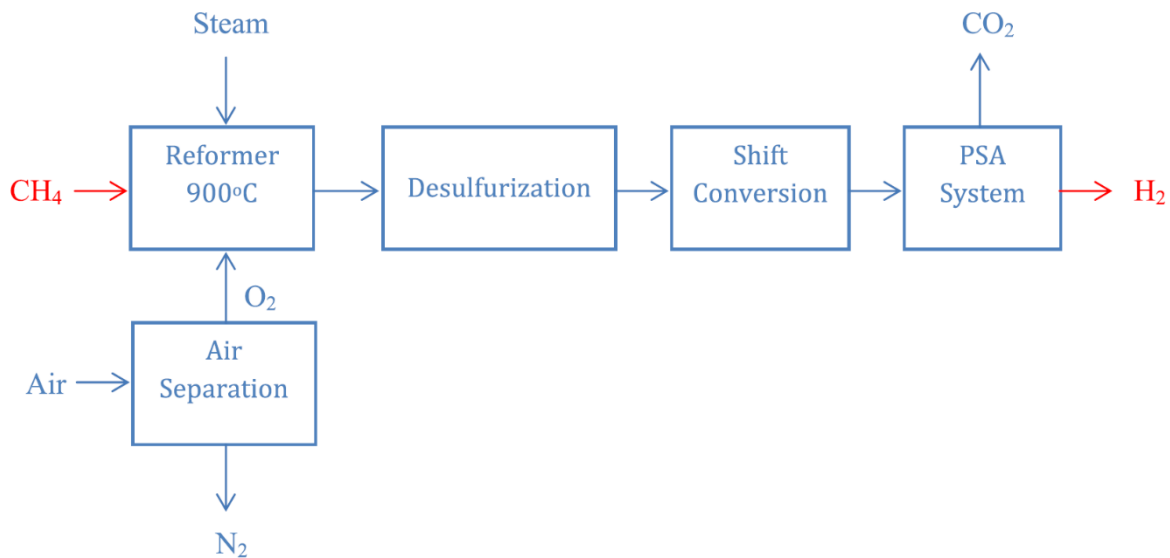 Steam
CO₂
CH₄
Reformer
900ᵒC
Desulfurization
Shift
Conversion
PSA
System
H₂
O₂
Air
Air
Separation
N₂